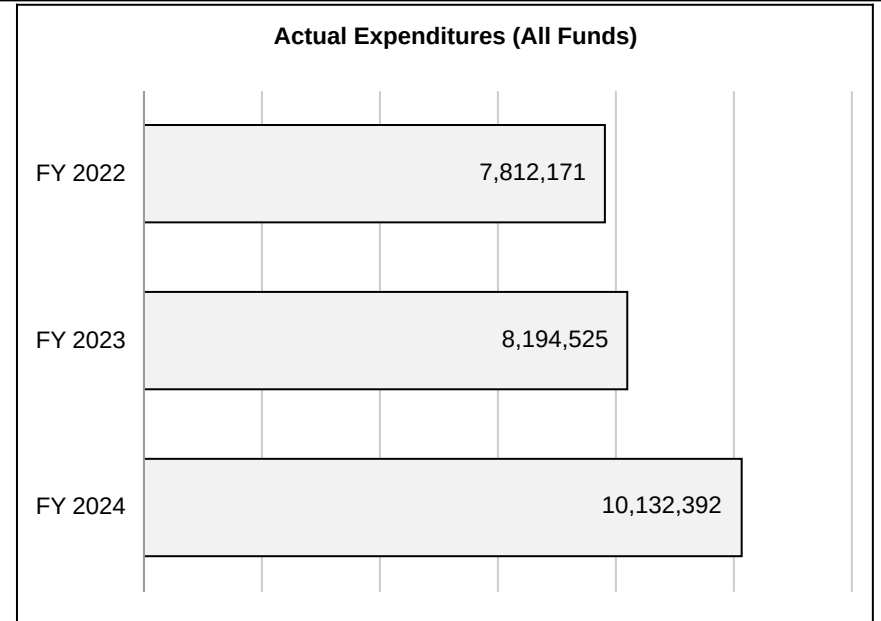 Actual Expenditures (All Funds)
FY 2022
7,812,171
FY 2023
8,194,525
FY 2024
10,132,392